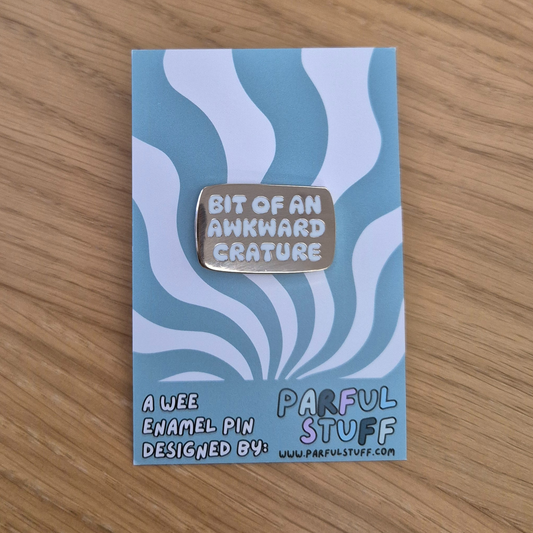 BIT OF AN
AWKWARD
CRATURE
A WEE
ENAMEL PIN
DESIGNED BY:
PARFUL
STUFF
WWW.PARFULSTUFF.COM